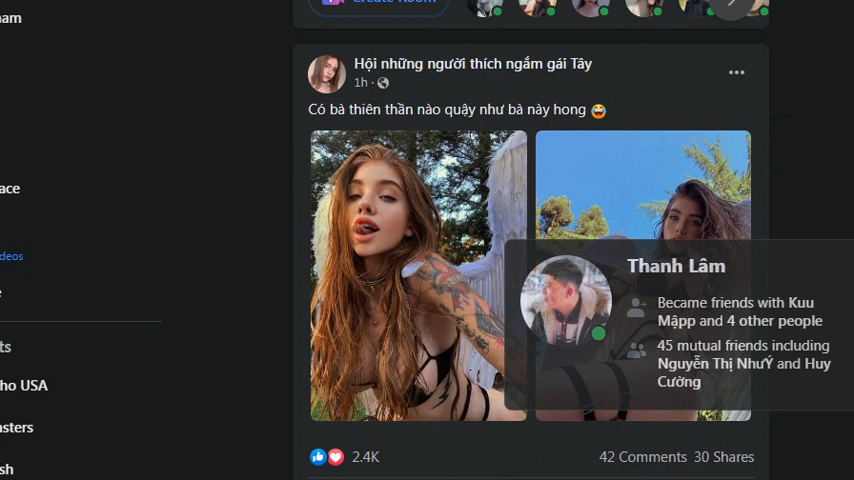 am
Create Room
Hội những người thích ngắm gái Tây
1h ·
Có bà thiên thần nào quậy như bà này hong 😂
ace
deos
e
ts
ho USA
sters
sh
Thanh Lâm
Became friends with Kuu
Mập​p and 4 other people
45 mutual friends including
Nguyễn Thị NhưÝ and Huy
Cường
2.4K
42 Comments 30 Shares